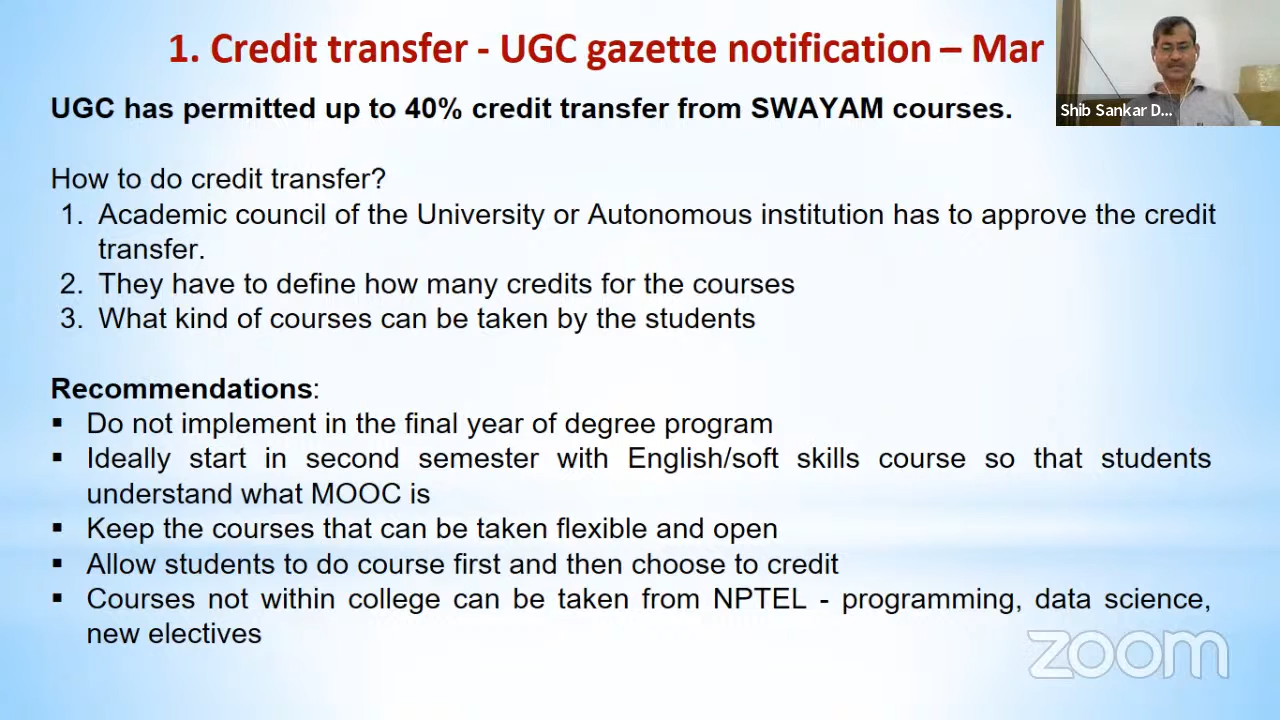 1. Credit transfer - UGC gazette notification – Mar
Shib Sankar D...
UGC has permitted up to 40% credit transfer from SWAYAM courses.
How to do credit transfer?
1. Academic council of the University or Autonomous institution has to approve the credit
transfer.
2. They have to define how many credits for the courses
3. What kind of courses can be taken by the students
Recommendations:
▪ Do not implement in the final year of degree program
▪ Ideally start in second semester with English/soft skills course so that students
understand what MOOC is
▪ Keep the courses that can be taken flexible and open
▪ Allow students to do course first and then choose to credit
▪ Courses not within college can be taken from NPTEL - programming, data science,
new electives
zoom